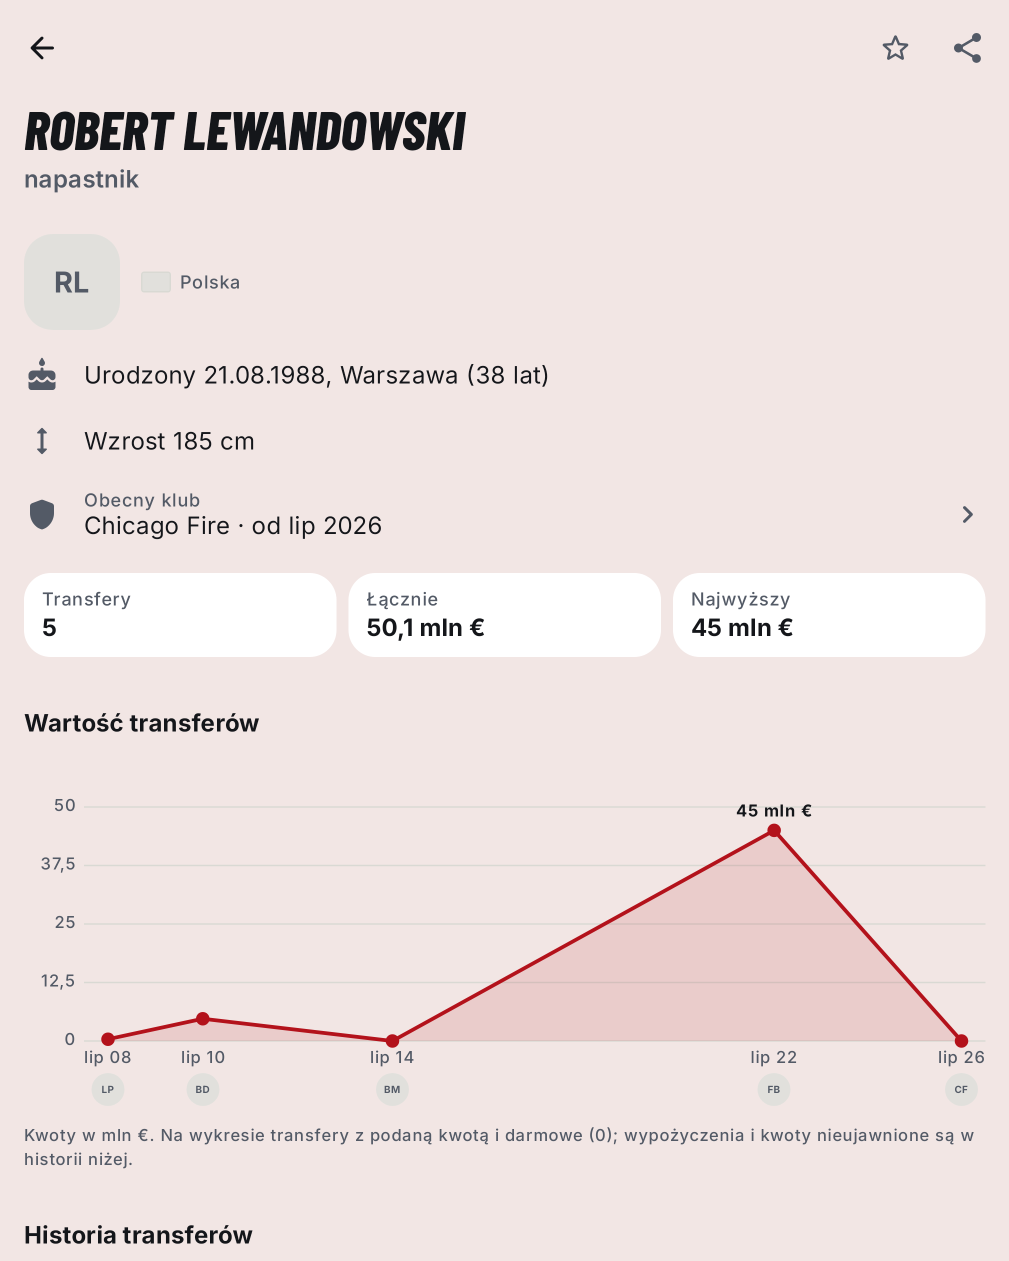 ROBERT LEWANDOWSKI
napastnik
RL
Polska
Urodzony 21.08.1988, Warszawa (38 lat)
Wzrost 185 cm
Obecny klub
Chicago Fire · od lip 2026
Transfery
5
Łącznie
50,1 mln €
Najwyższy
45 mln €
Wartość transferów
50
45 mln €
37,5
25
12,5
0
lip 08 lip 10 lip 14 lip 22 lip 26
LP BD BM FB CF
Kwoty w mln €. Na wykresie transfery z podaną kwotą i darmowe (0); wypożyczenia i kwoty nieujawnione są w
historii niżej.
Historia transferów